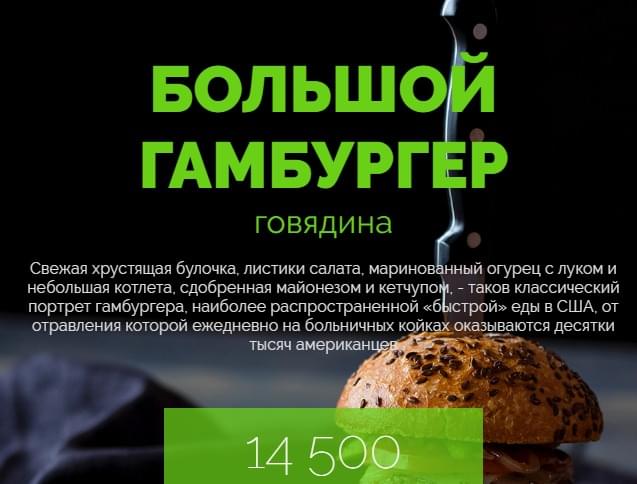 БОЛЬШОЙ
ГАМБУРГЕР
говядина
Свежая хрустящая булочка, листики салата, маринованный огурец с луком и
небольшая котлета, сдобренная майонезом и кетчупом, - таков классический
портрет гамбургера, наиболее распространенной «быстрой» еды в США, от
отравления которой ежедневно на больничных койках оказываются десятки
тысяч американцев.
14 500